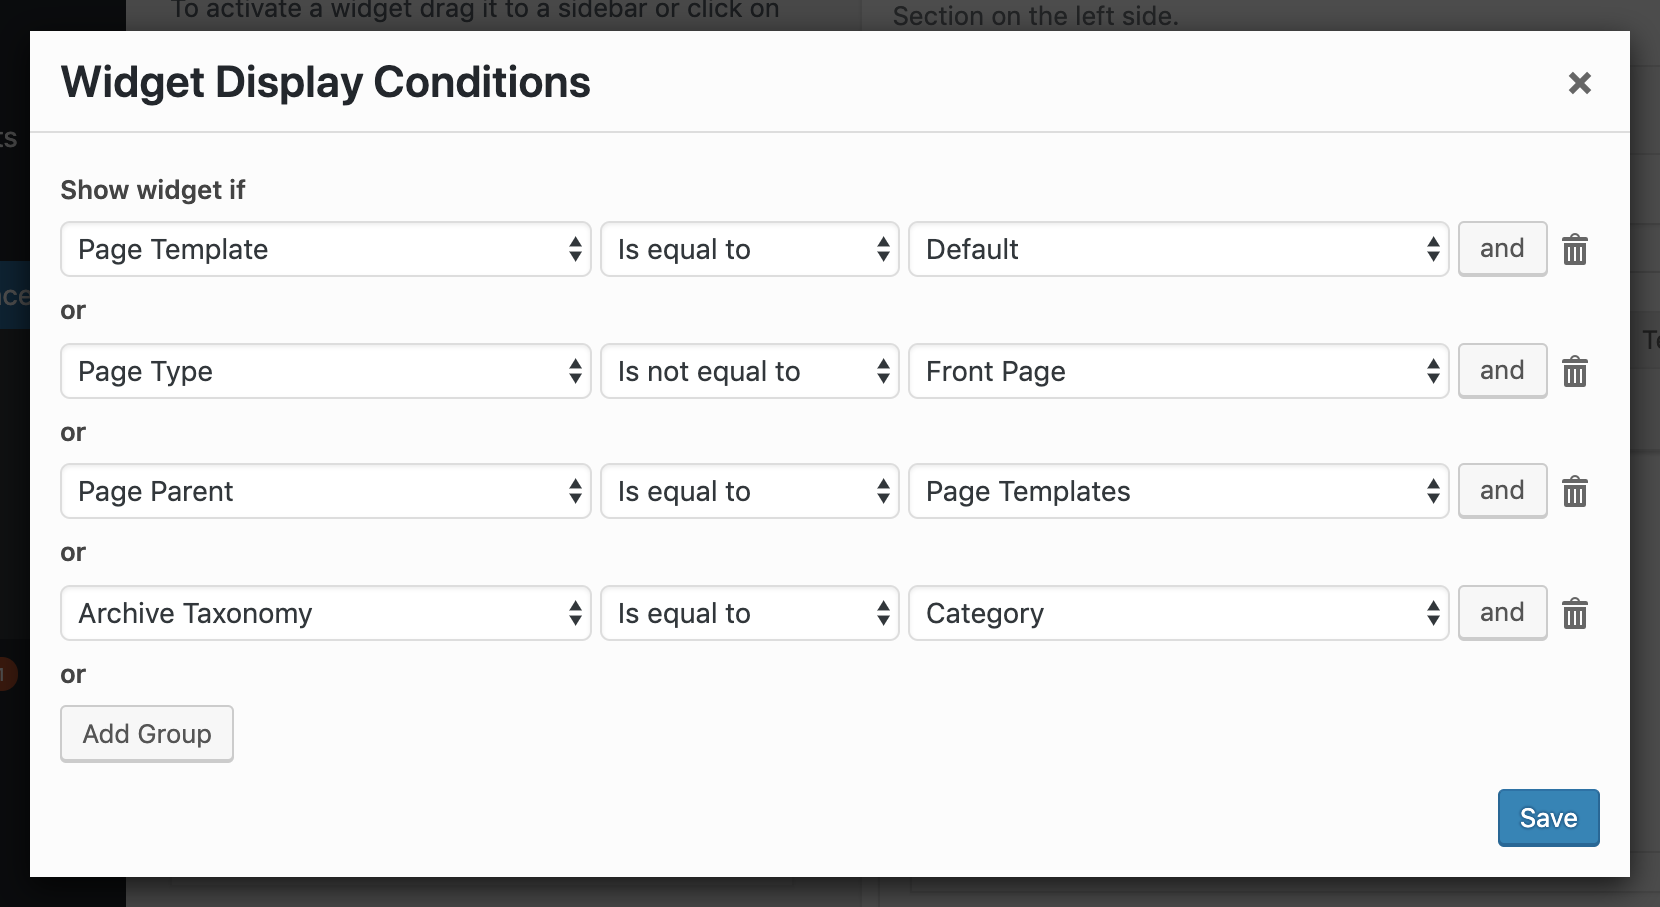 To activate a widget drag it to a sidebar or click on
Section on the left side.
Widget Display Conditions
Show widget if
Page Template Is equal to Default and
or
Page Type Is not equal to Front Page and
or
Page Parent Is equal to Page Templates and
or
Archive Taxonomy Is equal to Category and
or
Add Group
Save